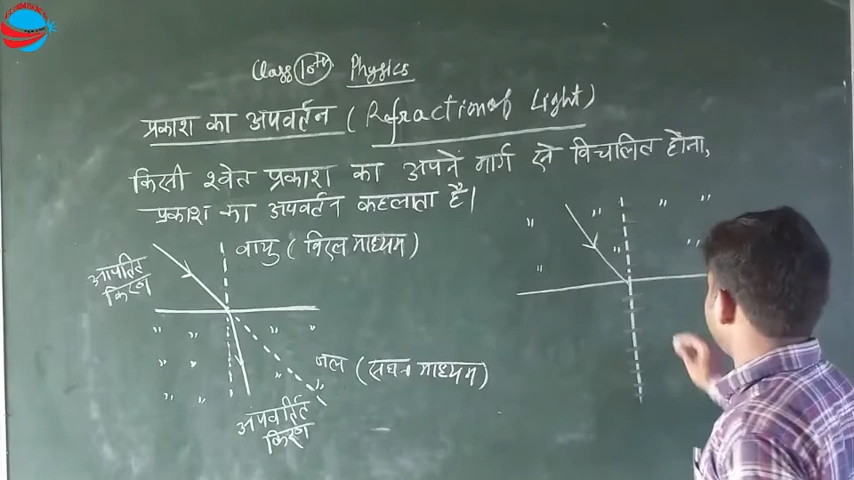 Class 10th Physics
प्रकाश का अपवर्तन ( Refraction of Light )
किसी श्वेत प्रकाश का अपने मार्ग से विचलित होना,
प्रकाश का अपवर्तन कहलाता है।
वायु ( विरल माध्यम )
आपतित
किरण
जल ( सघन माध्यम )
अपवर्तित
किरण